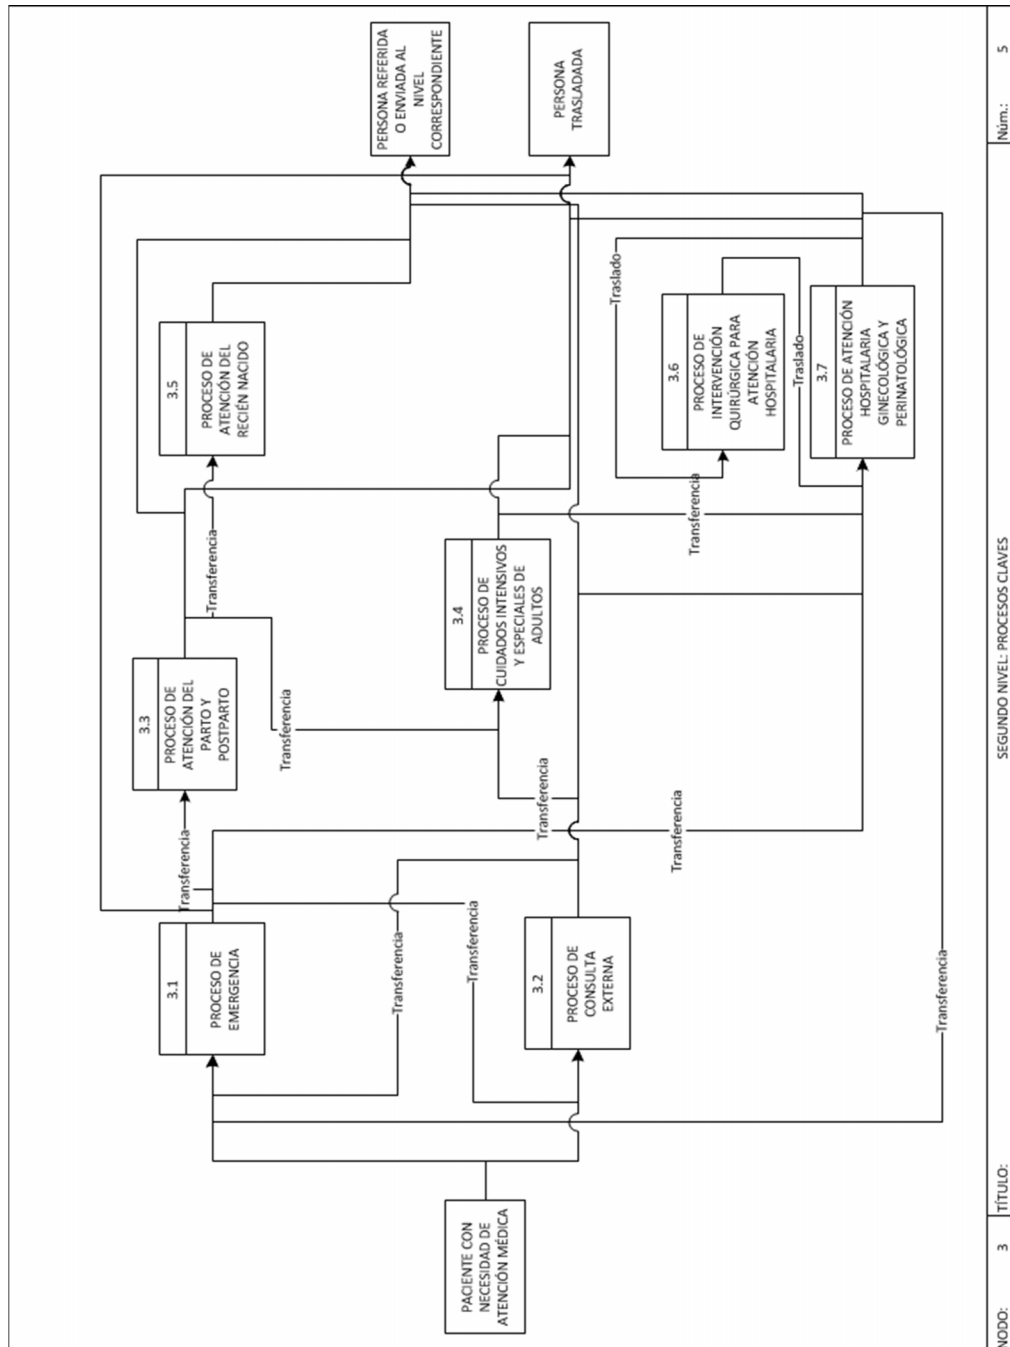 PACIENTE CON
NECESIDAD DE
ATENCIÓN MÉDICA
3.1
PROCESO DE
EMERGENCIA
3.2
PROCESO DE
CONSULTA
EXTERNA
Transferencia
Transferencia
Transferencia
Transferencia
Transferencia
Transferencia
Transferencia
3.3
PROCESO DE
ATENCIÓN DEL
PARTO Y
POSTPARTO
3.4
PROCESO DE
CUIDADOS INTENSIVOS
Y ESPECIALES DE
ADULTOS
Transferencia
Transferencia
3.5
PROCESO DE
ATENCIÓN DEL
RECIÉN NACIDO
3.6
PROCESO DE
INTERVENCIÓN
QUIRÚRGICA PARA
ATENCIÓN
HOSPITALARIA
Traslado
Traslado
3.7
PROCESO DE ATENCIÓN
HOSPITALARIA
GINECOLÓGICA Y
PERINATOLÓGICA
PERSONA REFERIDA
O ENVIADA AL
NIVEL
CORRESPONDIENTE
PERSONA
TRASLADADA
NODO: 3 TÍTULO: SEGUNDO NIVEL: PROCESOS CLAVES Núm.: 5